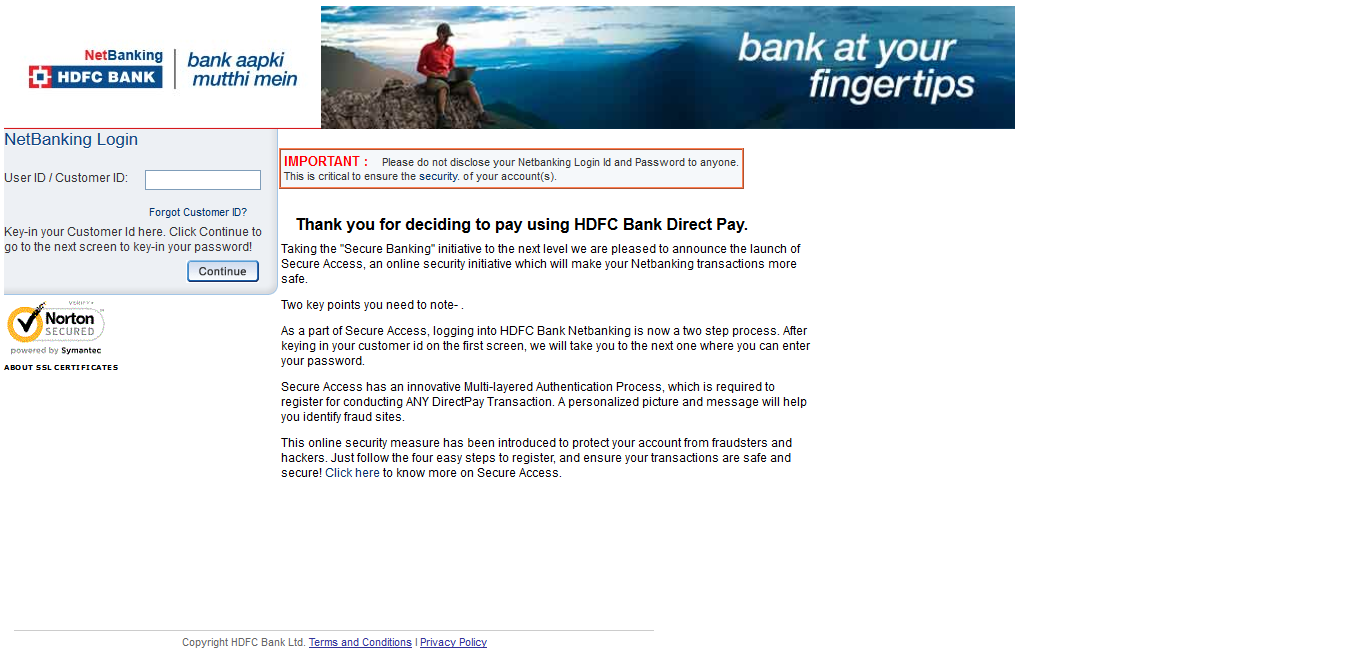 NetBanking
HDFC BANK
bank aapki
mutthi mein
bank at your
fingertips
NetBanking Login
User ID / Customer ID:
Forgot Customer ID?
Key-in your Customer Id here. Click Continue to
go to the next screen to key-in your password!
Continue
VERIFY
Norton
SECURED
powered by Symantec
ABOUT SSL CERTIFICATES
IMPORTANT : Please do not disclose your Netbanking Login Id and Password to anyone.
This is critical to ensure the security. of your account(s).
Thank you for deciding to pay using HDFC Bank Direct Pay.
Taking the "Secure Banking" initiative to the next level we are pleased to announce the launch of
Secure Access, an online security initiative which will make your Netbanking transactions more
safe.
Two key points you need to note- .
As a part of Secure Access, logging into HDFC Bank Netbanking is now a two step process. After
keying in your customer id on the first screen, we will take you to the next one where you can enter
your password.
Secure Access has an innovative Multi-layered Authentication Process, which is required to
register for conducting ANY DirectPay Transaction. A personalized picture and message will help
you identify fraud sites.
This online security measure has been introduced to protect your account from fraudsters and
hackers. Just follow the four easy steps to register, and ensure your transactions are safe and
secure! Click here to know more on Secure Access.
Copyright HDFC Bank Ltd. Terms and Conditions | Privacy Policy